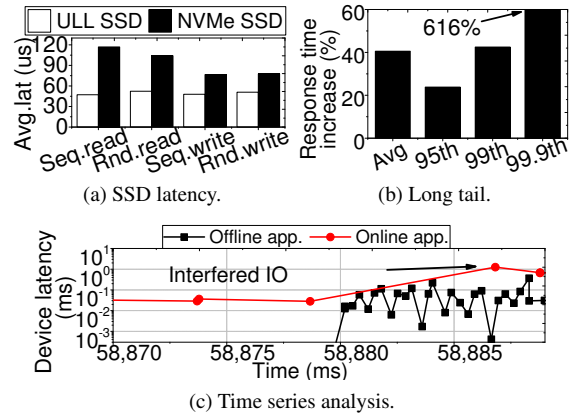 ULL SSD NVMe SSD
Avg.lat (us)
120
90
60
30
0
Seq.read Rnd.read Seq.write Rnd.write
(a) SSD latency.
Response time
increase (%)
60
40
20
0
616%
Avg 95th 99th 99.9th
(b) Long tail.
Offline app. Online app.
Device latency
(ms)
10^1
10^0
10^-1
10^-2
10^-3
Interfered IO
58,870 58,875 58,880 58,885
Time (ms)
(c) Time series analysis.